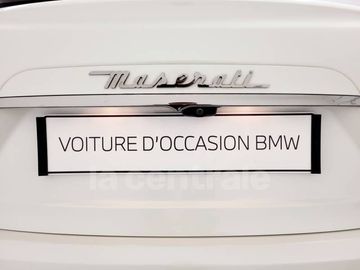 Maserati
VOITURE D'OCCASION BMW
la centrale